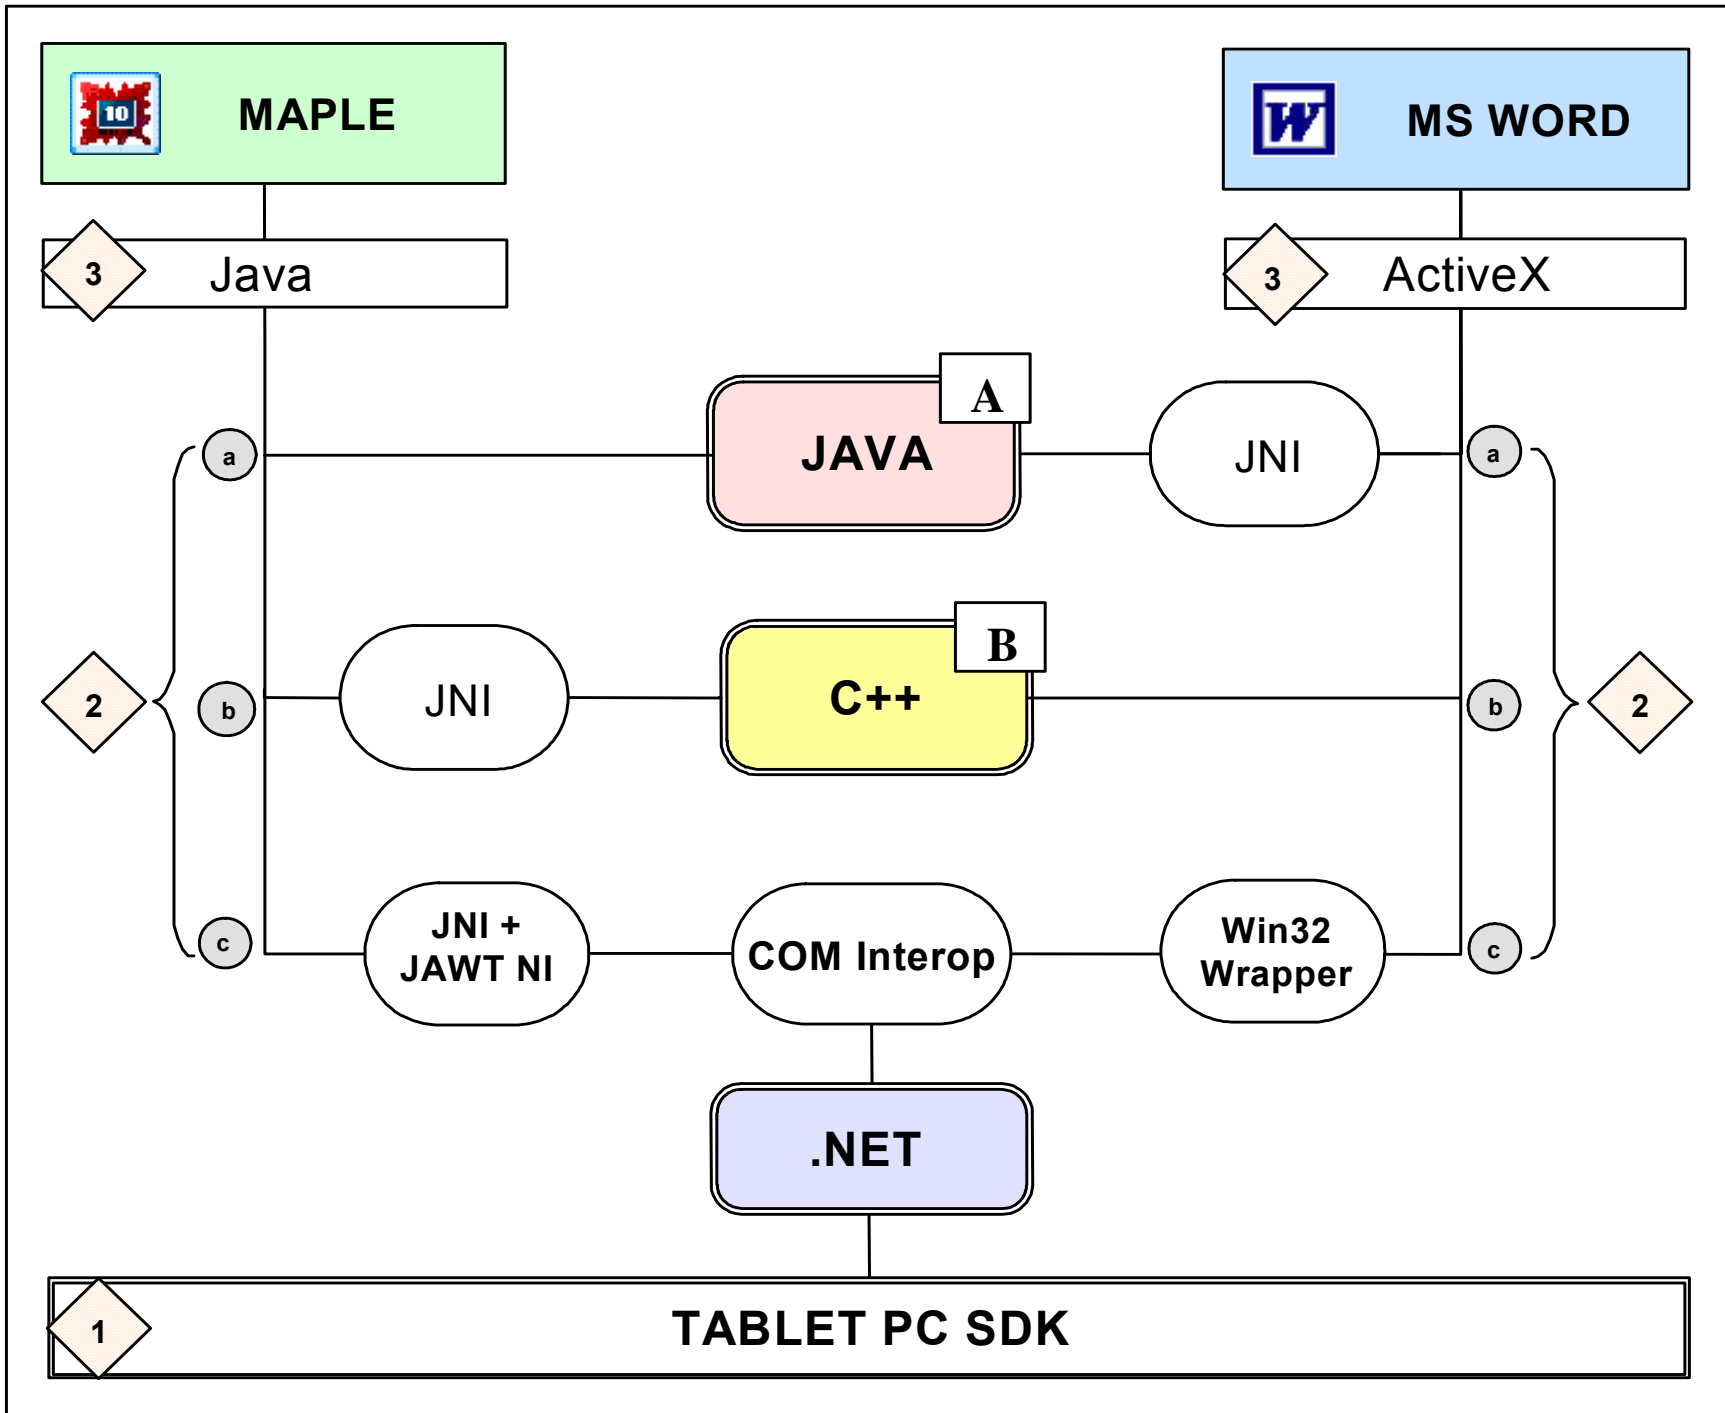 10 MAPLE
W MS WORD
3 Java
3 ActiveX
A
JAVA
JNI
a
a
B
C++
JNI
2
b
b
2
c
JNI +
JAWT NI
COM Interop
Win32
Wrapper
c
.NET
1 TABLET PC SDK